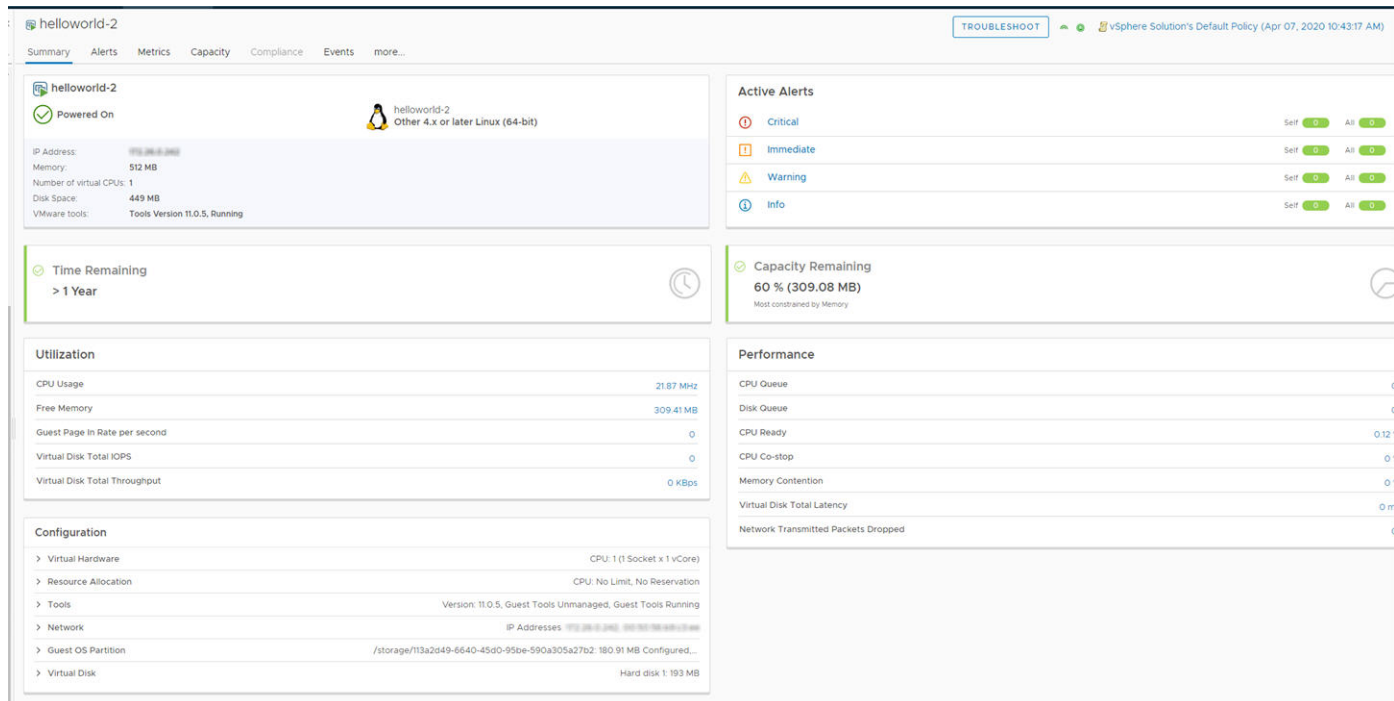 helloworld-2
TROUBLESHOOT vSphere Solution's Default Policy (Apr 07, 2020 10:43:17 AM)
Summary Alerts Metrics Capacity Compliance Events more...
helloworld-2
Powered On
helloworld-2
Other 4.x or later Linux (64-bit)
IP Address:
Memory: 512 MB
Number of virtual CPUs: 1
Disk Space: 449 MB
VMware tools: Tools Version 11.0.5, Running
Active Alerts
Critical Self 0 All 0
Immediate Self 0 All 0
Warning Self 0 All 0
Info Self 0 All 0
Time Remaining
> 1 Year
Capacity Remaining
60 % (309.08 MB)
Most constrained by Memory
Utilization
CPU Usage 21.87 MHz
Free Memory 309.41 MB
Guest Page In Rate per second 0
Virtual Disk Total IOPS 0
Virtual Disk Total Throughput 0 KBps
Performance
CPU Queue
Disk Queue
CPU Ready 0.12
CPU Co-stop 0
Memory Contention 0
Virtual Disk Total Latency 0 m
Network Transmitted Packets Dropped
Configuration
> Virtual Hardware CPU: 1 (1 Socket x 1 vCore)
> Resource Allocation CPU: No Limit, No Reservation
> Tools Version: 11.0.5, Guest Tools Unmanaged, Guest Tools Running
> Network IP Addresses
> Guest OS Partition /storage/113a2d49-6640-45d0-95be-590a305a27b2: 180.91 MB Configured,...
> Virtual Disk Hard disk 1: 193 MB